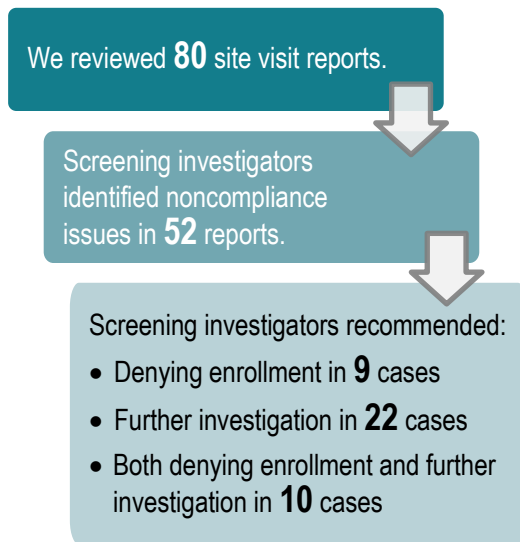 We reviewed 80 site visit reports.
Screening investigators
identified noncompliance
issues in 52 reports.
Screening investigators recommended:
• Denying enrollment in 9 cases
• Further investigation in 22 cases
• Both denying enrollment and further
investigation in 10 cases